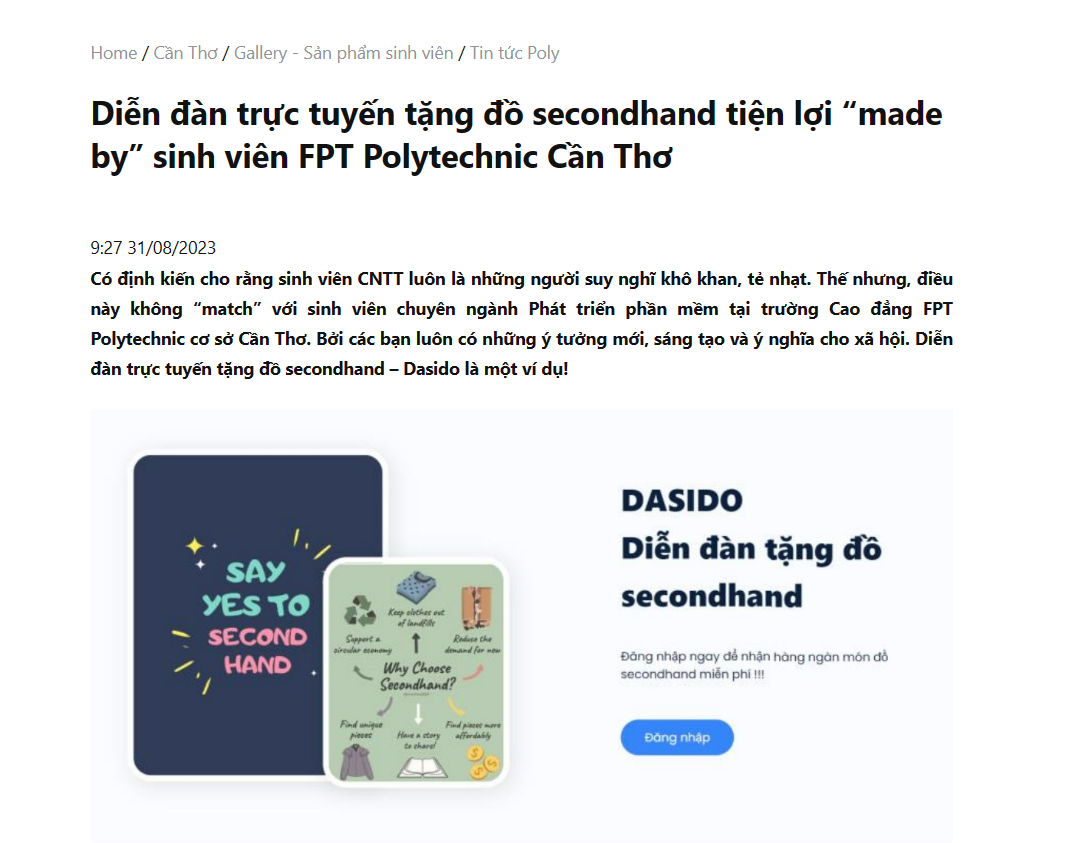 Home / Cần Thơ / Gallery - Sản phẩm sinh viên / Tin tức Poly
Diễn đàn trực tuyến tặng đồ secondhand tiện lợi “made
by” sinh viên FPT Polytechnic Cần Thơ
9:27 31/08/2023
Có định kiến cho rằng sinh viên CNTT luôn là những người suy nghĩ khô khan, tẻ nhạt. Thế nhưng, điều
này không “match” với sinh viên chuyên ngành Phát triển phần mềm tại trường Cao đẳng FPT
Polytechnic cơ sở Cần Thơ. Bởi các bạn luôn có những ý tưởng mới, sáng tạo và ý nghĩa cho xã hội. Diễn
đàn trực tuyến tặng đồ secondhand – Dasido là một ví dụ!
SAY
YES TO
SECOND
HAND
Keep clothes out
of landfills
Support a
circular economy
Reduce the
demand for new
Why Choose
Secondhand?
Find unique
pieces
Have a story
to share!
Find pieces more
affordably
DASIDO
Diễn đàn tặng đồ
secondhand
Đăng nhập ngay để nhận hàng ngàn món đồ
secondhand miễn phí !!!
Đăng nhập